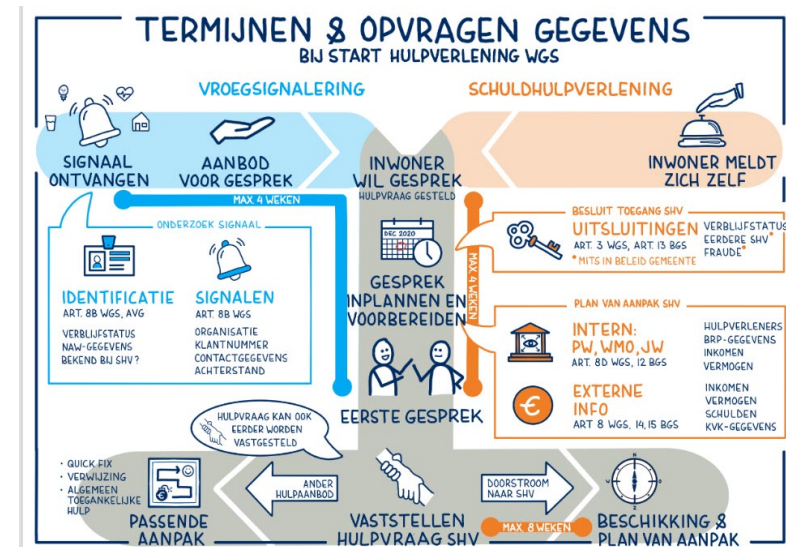 TERMIJNEN & OPVRAGEN GEGEVENS
BIJ START HULPVERLENING WGS
VROEGSIGNALERING
SCHULDHULPVERLENING
SIGNAAL
ONTVANGEN
AANBOD
VOOR GESPREK
INWONER
WIL GESPREK
HULPVRAAG GESTELD
INWONER MELDT
ZICH ZELF
MAX. 4 WEKEN
ONDERZOEK SIGNAAL
IDENTIFICATIE
ART. 8B WGS, AVG
VERBLIJFSTATUS
NAW-GEGEVENS
BEKEND BIJ SHV?
SIGNALEN
ART. 8B WGS
ORGANISATIE
KLANTNUMMER
CONTACTGEGEVENS
ACHTERSTAND
DEC 2020
GESPREK
INPLANNEN EN
VOORBEREIDEN
MAX. 4 WEKEN
EERSTE GESPREK
BESLUIT TOEGANG SHV
UITSLUITINGEN
ART. 3 WGS, ART. 13 BGS
*MITS IN BELEID GEMEENTE
VERBLIJFSTATUS
EERDERE SHV*
FRAUDE*
PLAN VAN AANPAK SHV
INTERN:
PW, WMO, JW
ART. 8D WGS, 12 BGS
HULPVERLENERS
BRP-GEGEVENS
INKOMEN
VERMOGEN
€
EXTERNE
INFO
ART 8 WGS, 14, 15 BGS
INKOMEN
VERMOGEN
SCHULDEN
KVK-GEGEVENS
HULPVRAAG KAN OOK
EERDER WORDEN
VASTGESTELD
• QUICK FIX
• VERWIJZING
• ALGEMEEN
TOEGANKELIJKE
HULP
PASSENDE
AANPAK
ANDER
HULPAANBOD
VASTSTELLEN
HULPVRAAG SHV
DOORSTROOM
NAAR SHV
MAX. 8 WEKEN
BESCHIKKING &
PLAN VAN AANPAK